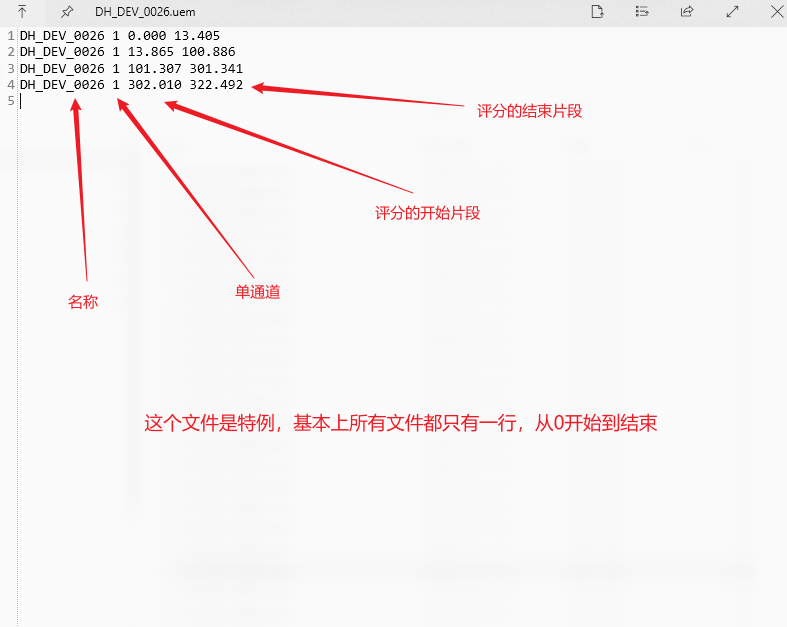 DH_DEV_0026.uem
1 DH_DEV_0026 1 0.000 13.405
2 DH_DEV_0026 1 13.865 100.886
3 DH_DEV_0026 1 101.307 301.341
4 DH_DEV_0026 1 302.010 322.492
5
评分的结束片段
评分的开始片段
单通道
名称
这个文件是特例，基本上所有文件都只有一行，从0开始到结束